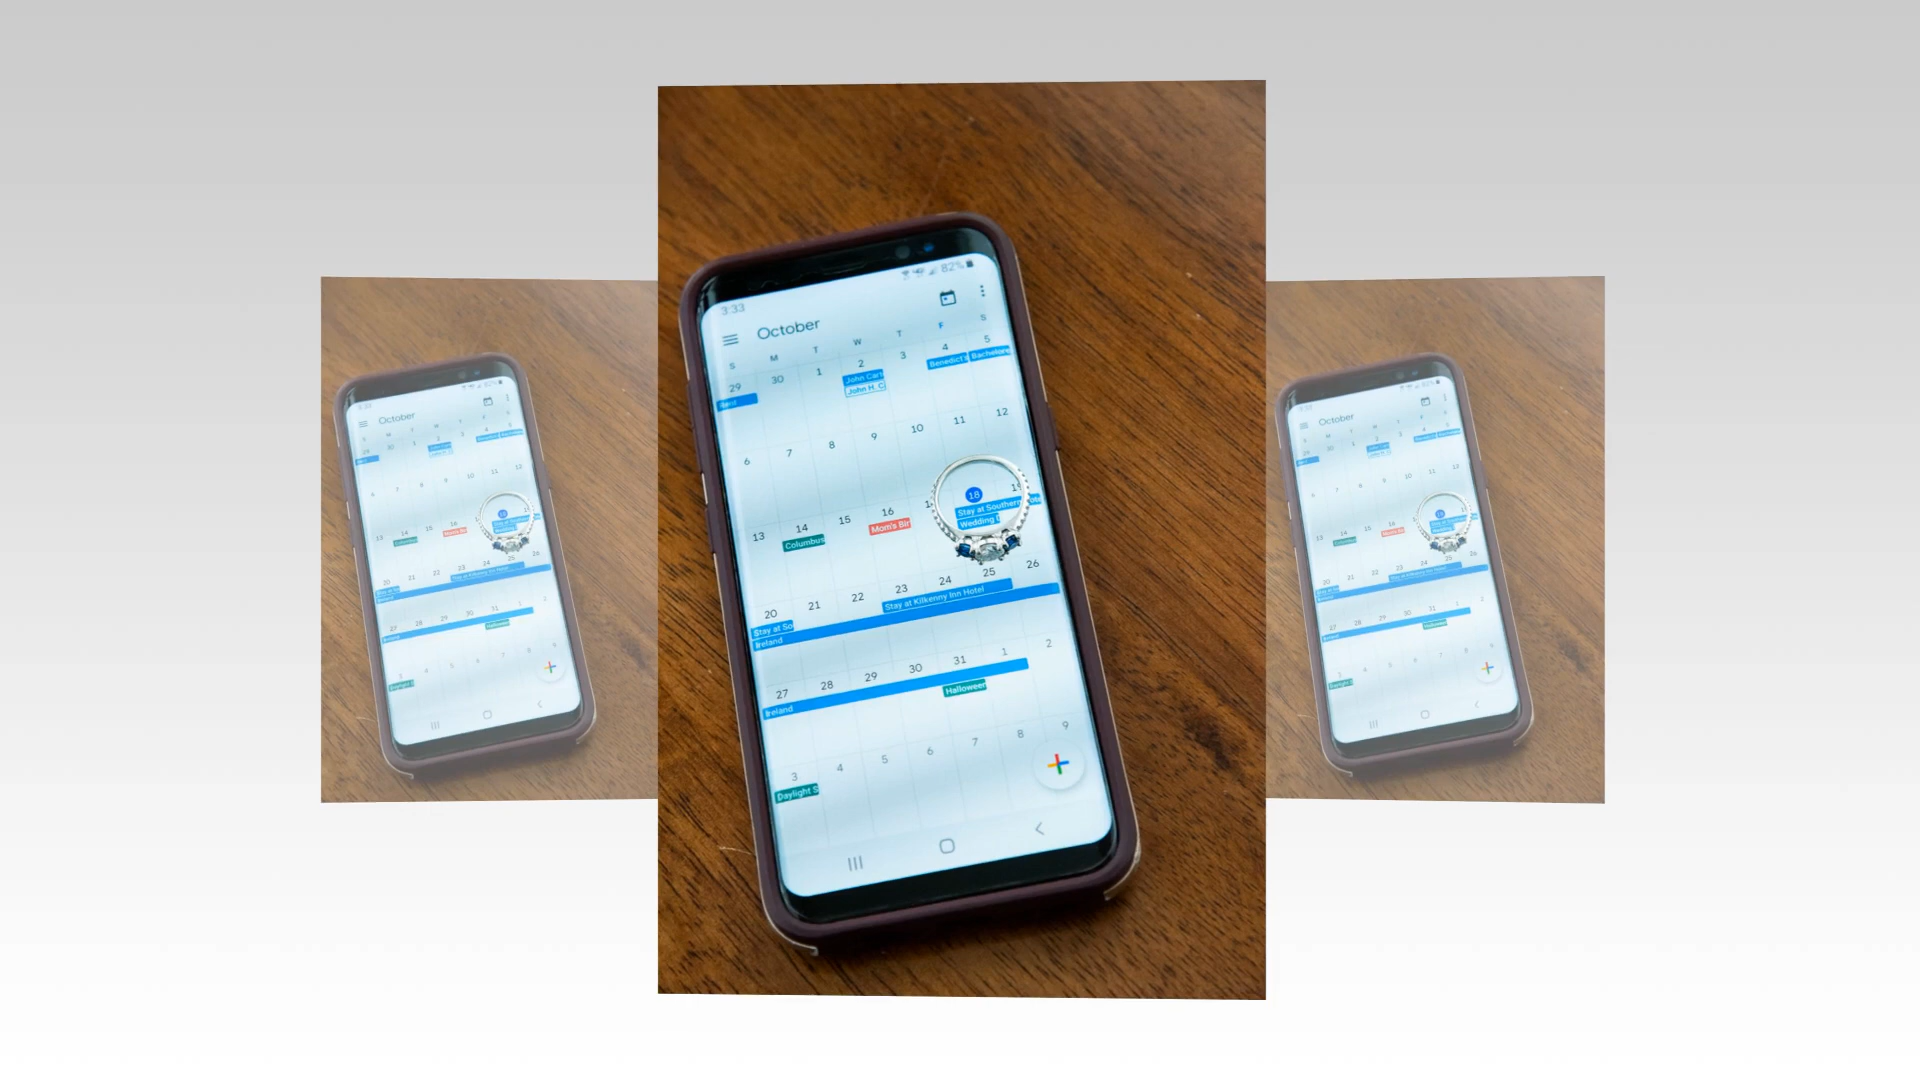 3:33 82%
October
S M T W T F S
29 30 1 2 3 4 5
Rent John Carl Benedict's Bachelore
John H. C
6 7 8 9 10 11 12
13 14 15 16 18
Columbus Mom's Bir Stay at Southern
Wedding
20 21 22 23 24 25 26
Stay at So Stay at Kilkenny Inn Hotel
Ireland
27 28 29 30 31 1 2
Ireland Halloween
3 4 5 6 7 8 9
Daylight S